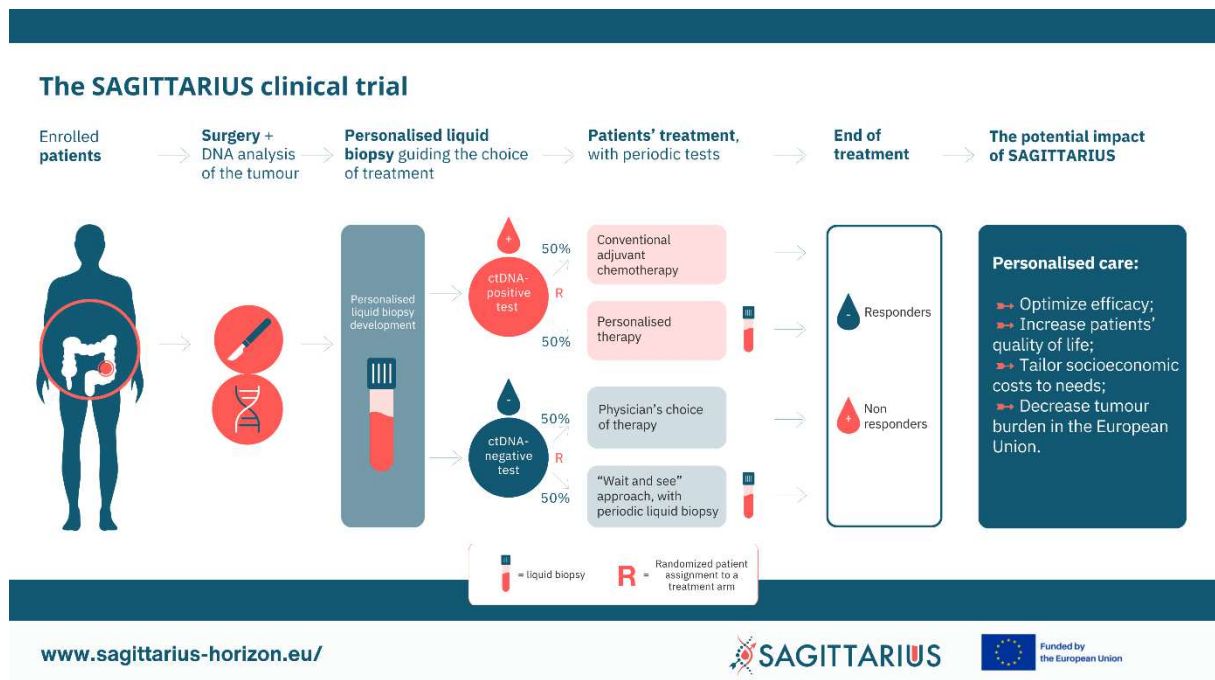 The SAGITTARIUS clinical trial
Enrolled
patients
Surgery +
DNA analysis
of the tumour
Personalised liquid
biopsy guiding the choice
of treatment
Patients' treatment,
with periodic tests
End of
treatment
The potential impact
of SAGITTARIUS
Personalised
liquid biopsy
development
+
ctDNA-
positive
test
50%
R
50%
Conventional
adjuvant
chemotherapy
Personalised
therapy
-
ctDNA-
negative
test
50%
R
50%
Physician's choice
of therapy
"Wait and see"
approach, with
periodic liquid biopsy
- Responders
+ Non
responders
Personalised care:
Optimize efficacy;
Increase patients'
quality of life;
Tailor socioeconomic
costs to needs;
Decrease tumour
burden in the European
Union.
= liquid biopsy
R = Randomized patient
assignment to a
treatment arm
www.sagittarius-horizon.eu/
SAGITTARIUS
Funded by
the European Union